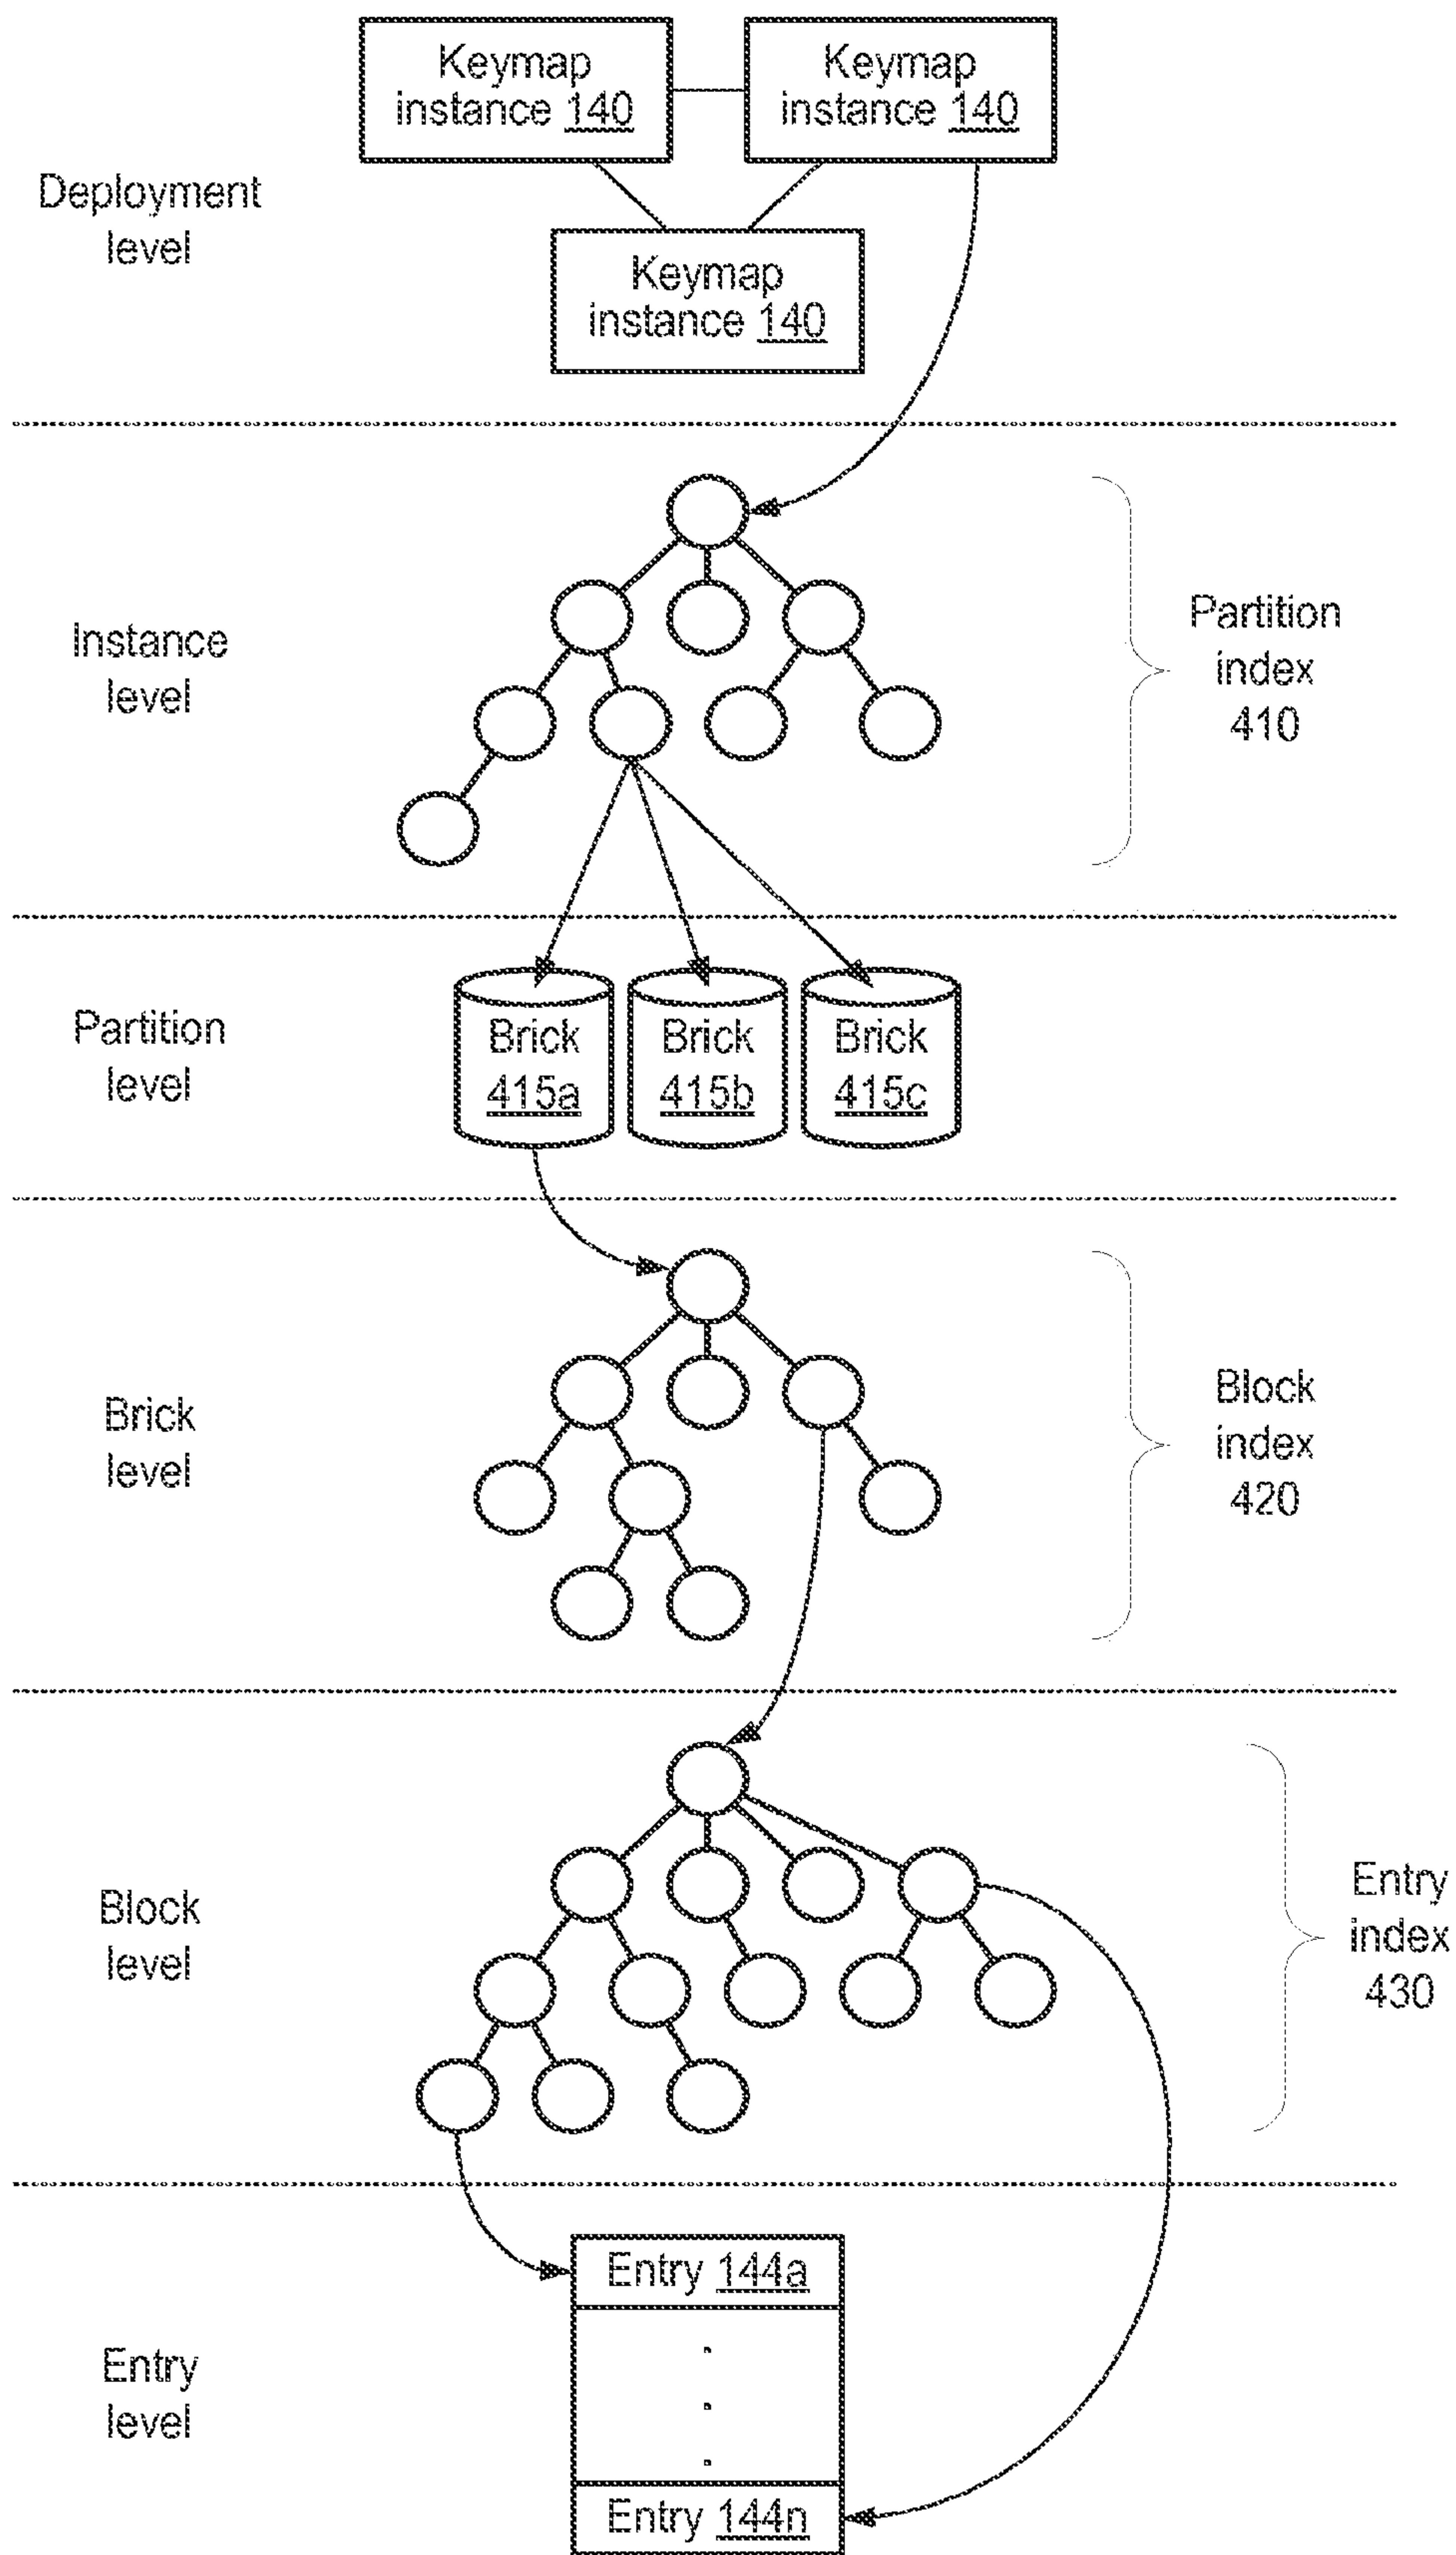 Keymap
instance 140
Keymap
instance 140
Deployment
level
Keymap
instance 140
Instance
level
Partition
index
410
Partition
level
Brick
415a
Brick
415b
Brick
415c
Brick
level
Block
index
420
Block
level
Entry
index
430
Entry 144a
.
.
.
Entry
level
Entry 144n